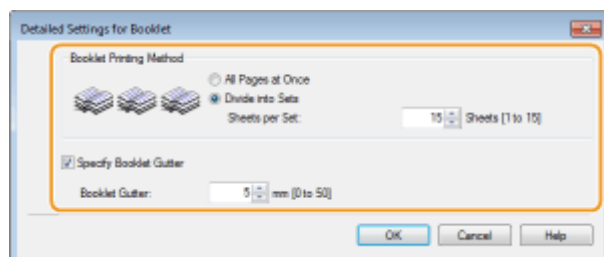 Detailed Settings for Booklet
Booklet Printing Method
All Pages at Once
Divide into Sets
Sheets per Set: 15 Sheets [1 to 15]
Specify Booklet Gutter
Booklet Gutter: 5 mm [0 to 50]
OK Cancel Help